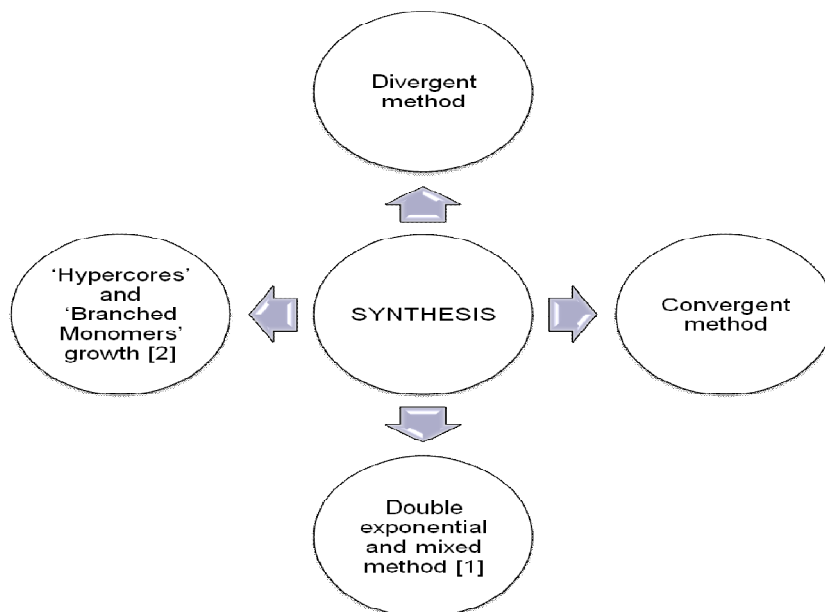 Divergent
method
‘Hypercores’
and
‘Branched
Monomers’
growth [2]
SYNTHESIS
Convergent
method
Double
exponential
and mixed
method [1]